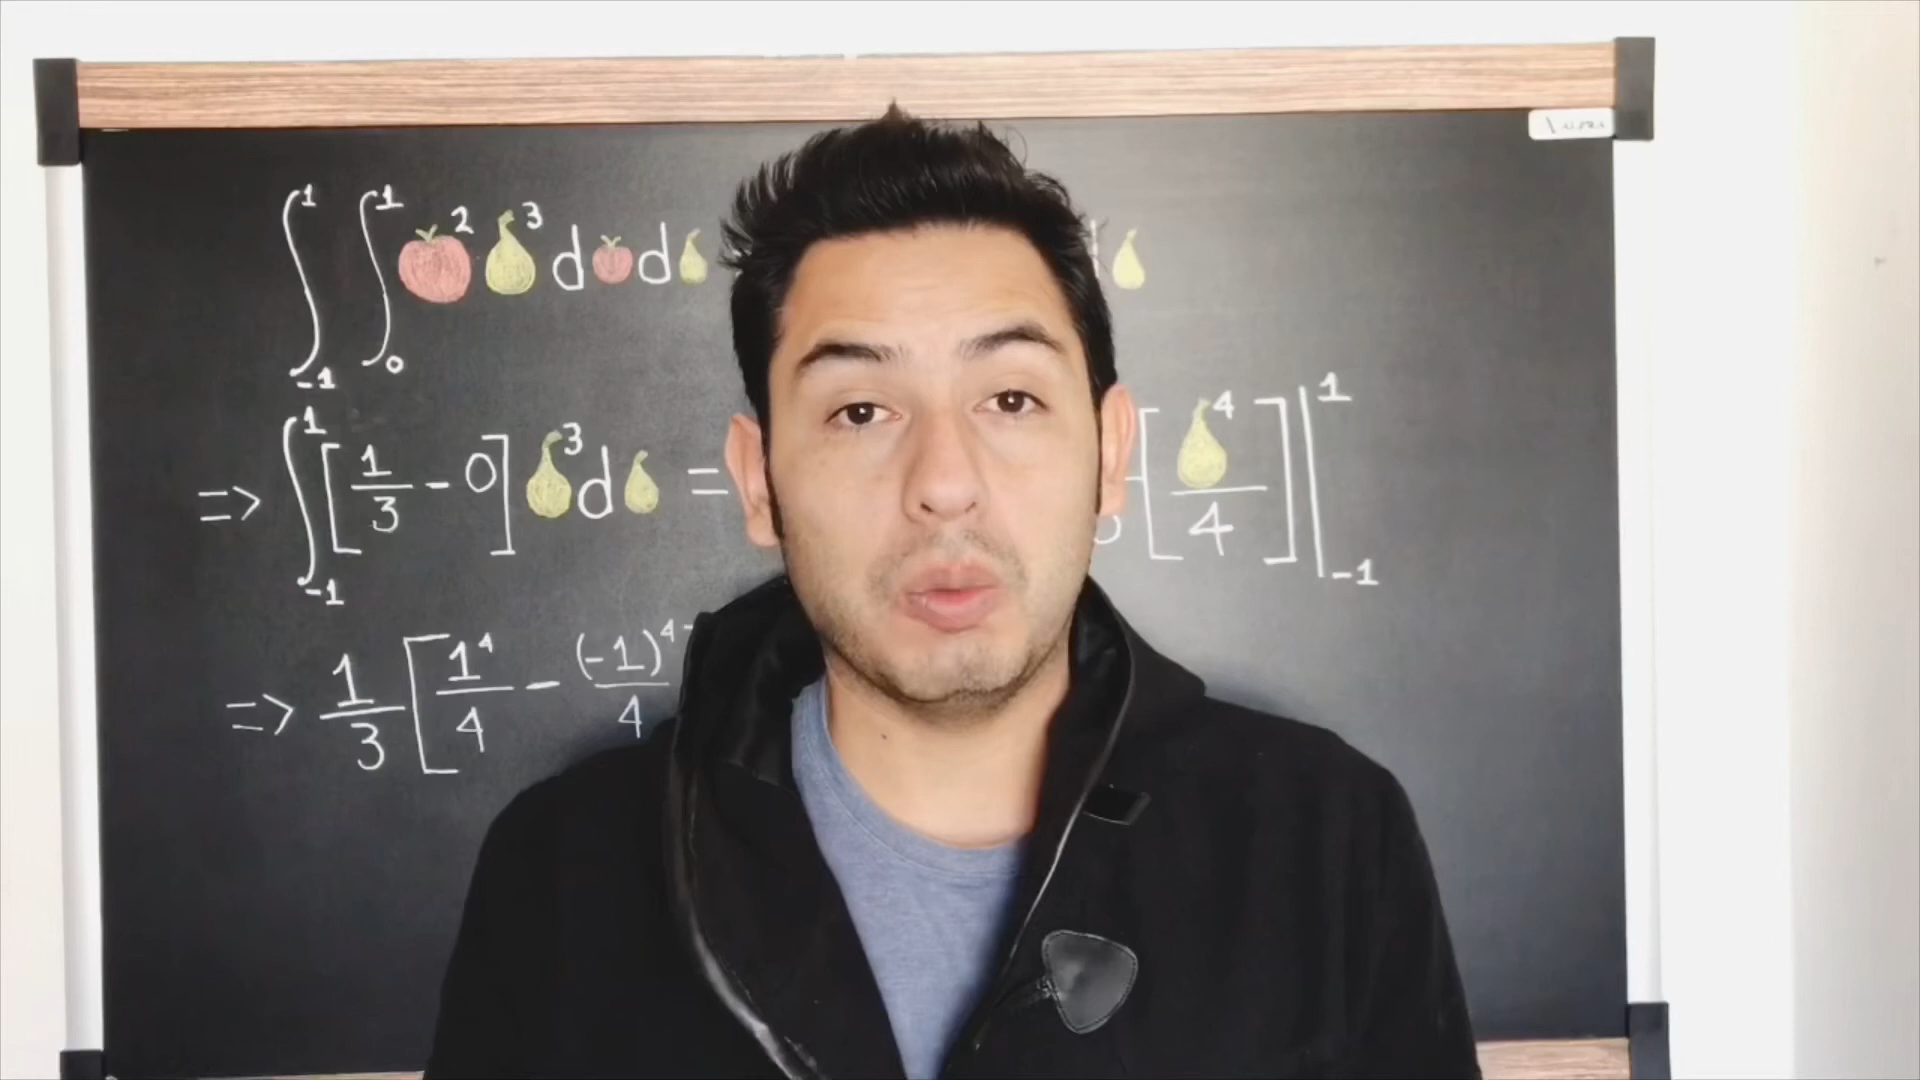 ∫₋₁¹ ∫₀¹ 🍎² 🍐³ d🍎d🍐 d🍐
=> ∫₋₁¹ [1/3 - 0] 🍐³ d🍐 = [🍐⁴/4] |₋₁¹
=> 1/3 [1⁴/4 - (-1)⁴/4